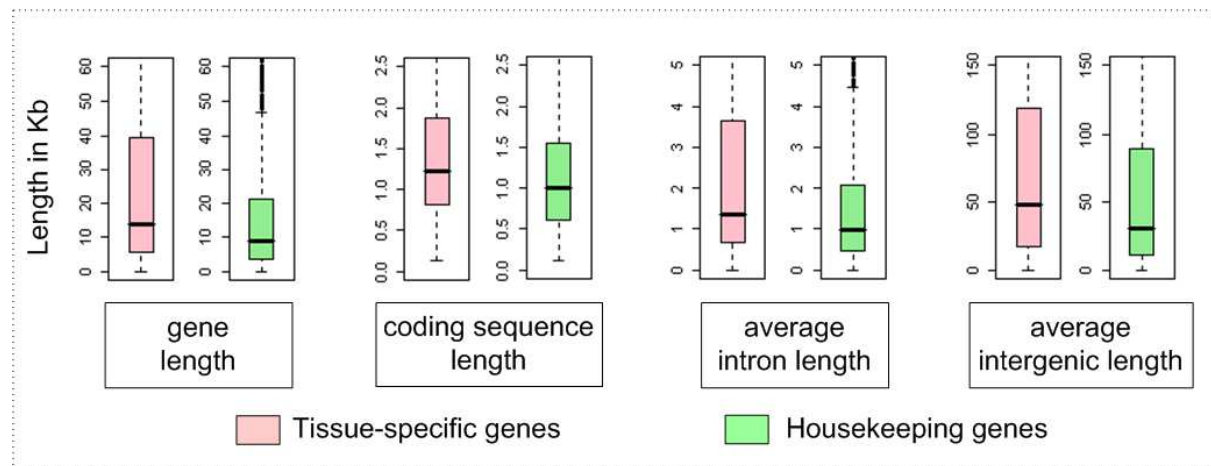 Length in Kb
0 10 20 30 40 50 60
0 10 20 30 40 50 60
0.0 0.5 1.0 1.5 2.0 2.5
0.0 0.5 1.0 1.5 2.0 2.5
0 1 2 3 4 5
0 1 2 3 4 5
0 50 100 150
0 50 100 150
gene
length
coding sequence
length
average
intron length
average
intergenic length
Tissue-specific genes
Housekeeping genes